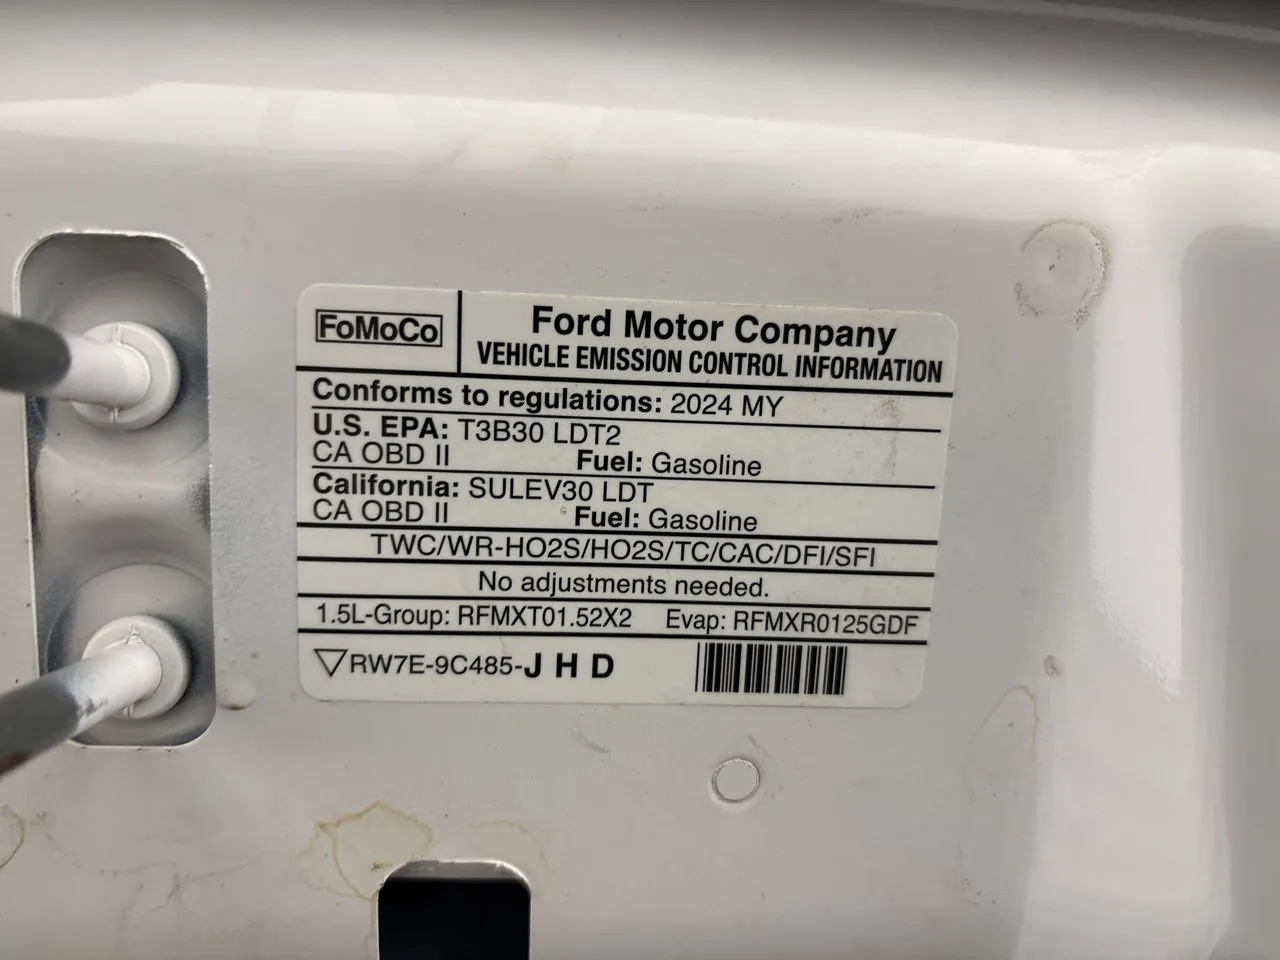 FoMoCo
Ford Motor Company
VEHICLE EMISSION CONTROL INFORMATION
Conforms to regulations: 2024 MY
U.S. EPA: T3B30 LDT2
CA OBD II Fuel: Gasoline
California: SULEV30 LDT
CA OBD II Fuel: Gasoline
TWC/WR-HO2S/HO2S/TC/CAC/DFI/SFI
No adjustments needed.
1.5L-Group: RFMXT01.52X2 Evap: RFMXR0125GDF
▽RW7E-9C485-J H D